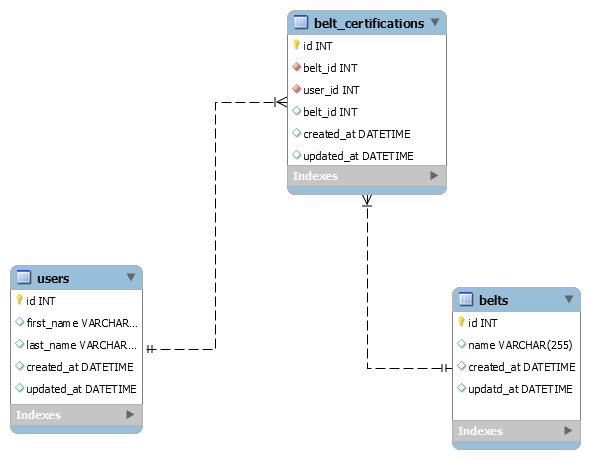 belt_certifications
id INT
belt_id INT
user_id INT
belt_id INT
created_at DATETIME
updated_at DATETIME
Indexes
users
id INT
first_name VARCHAR...
last_name VARCHAR...
created_at DATETIME
updated_at DATETIME
Indexes
belts
id INT
name VARCHAR(255)
created_at DATETIME
updatd_at DATETIME
Indexes